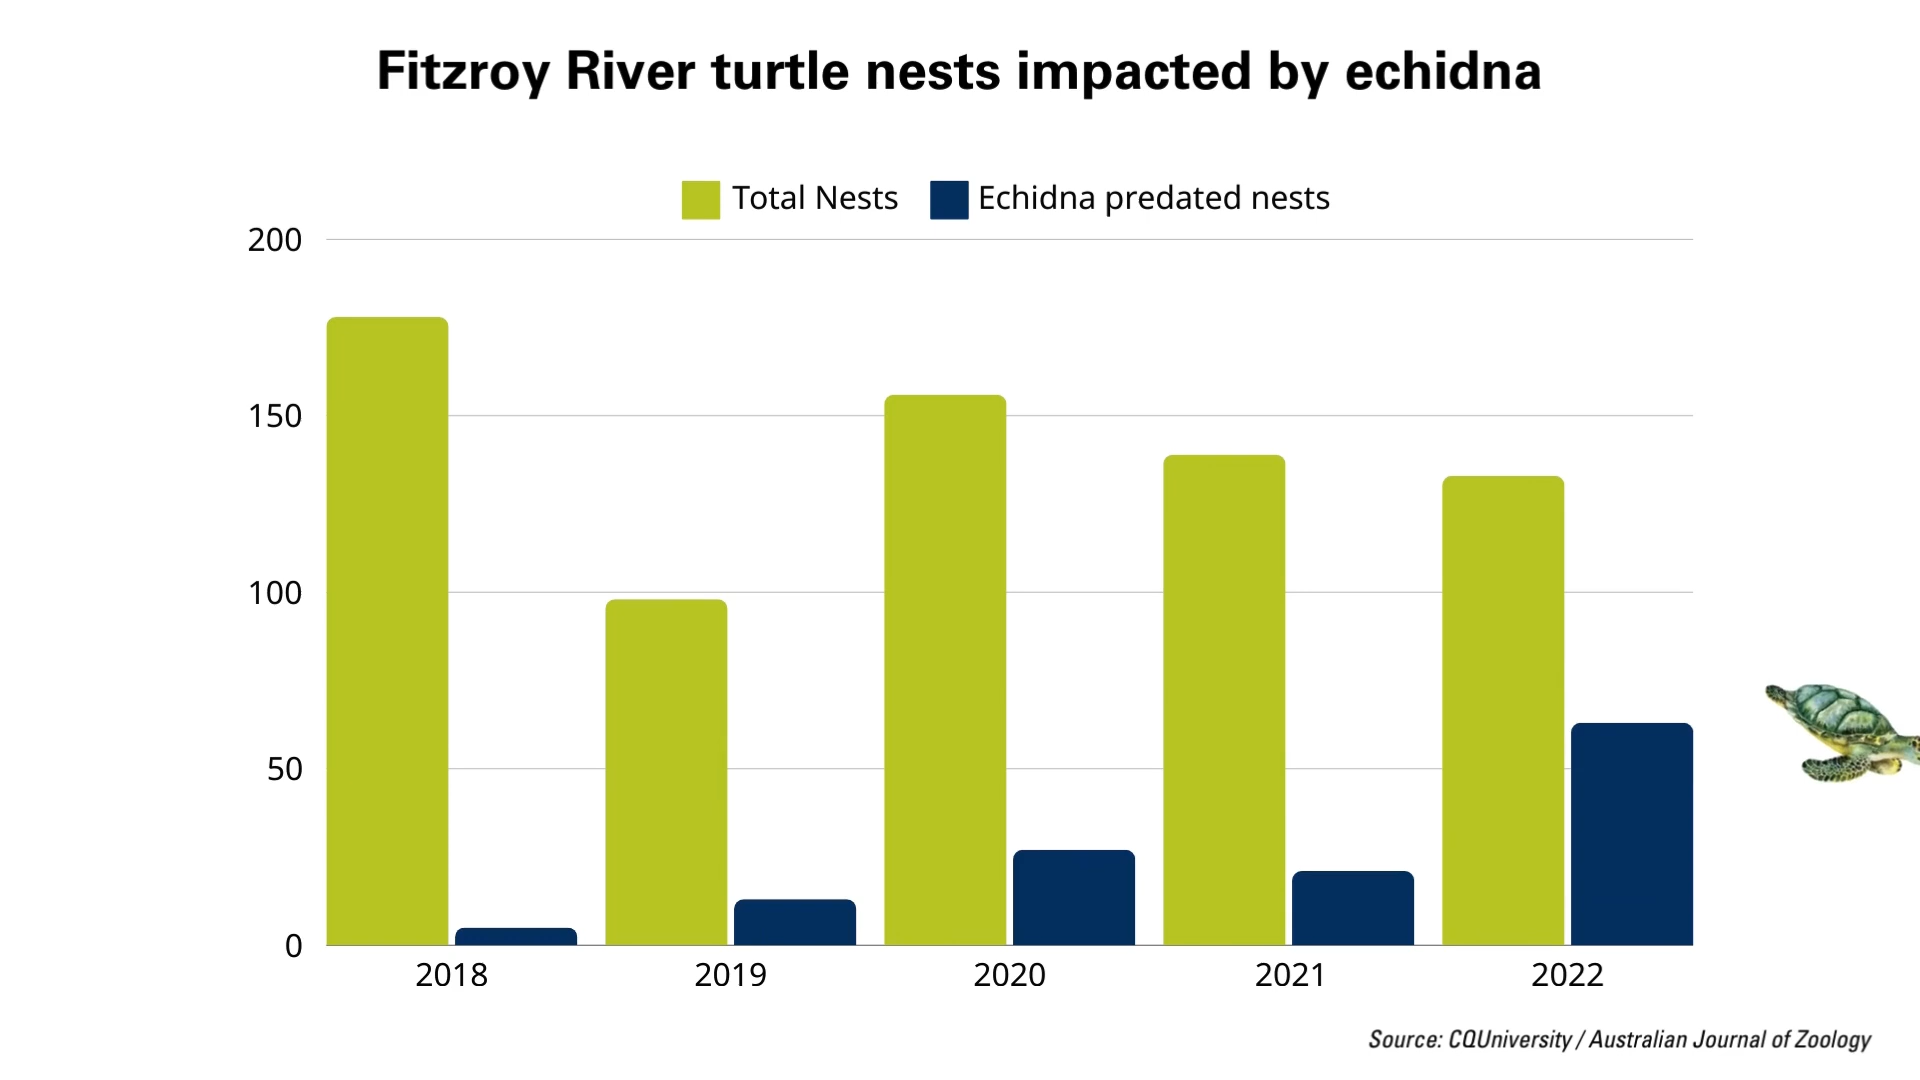 Fitzroy River turtle nests impacted by echidna
Total Nests Echidna predated nests
200
150
100
50
0
2018 2019 2020 2021 2022
Source: CQUniversity / Australian Journal of Zoology